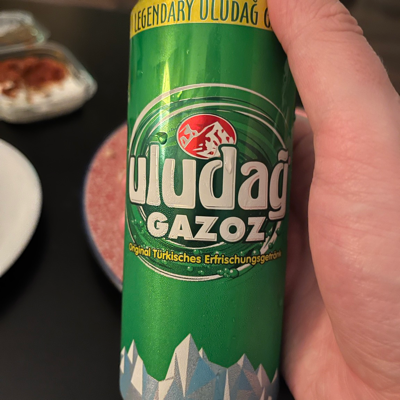 LEGENDARY ULUDAĞ G
uludağ
GAZOZ
Original Türkisches Erfrischungsgetränk